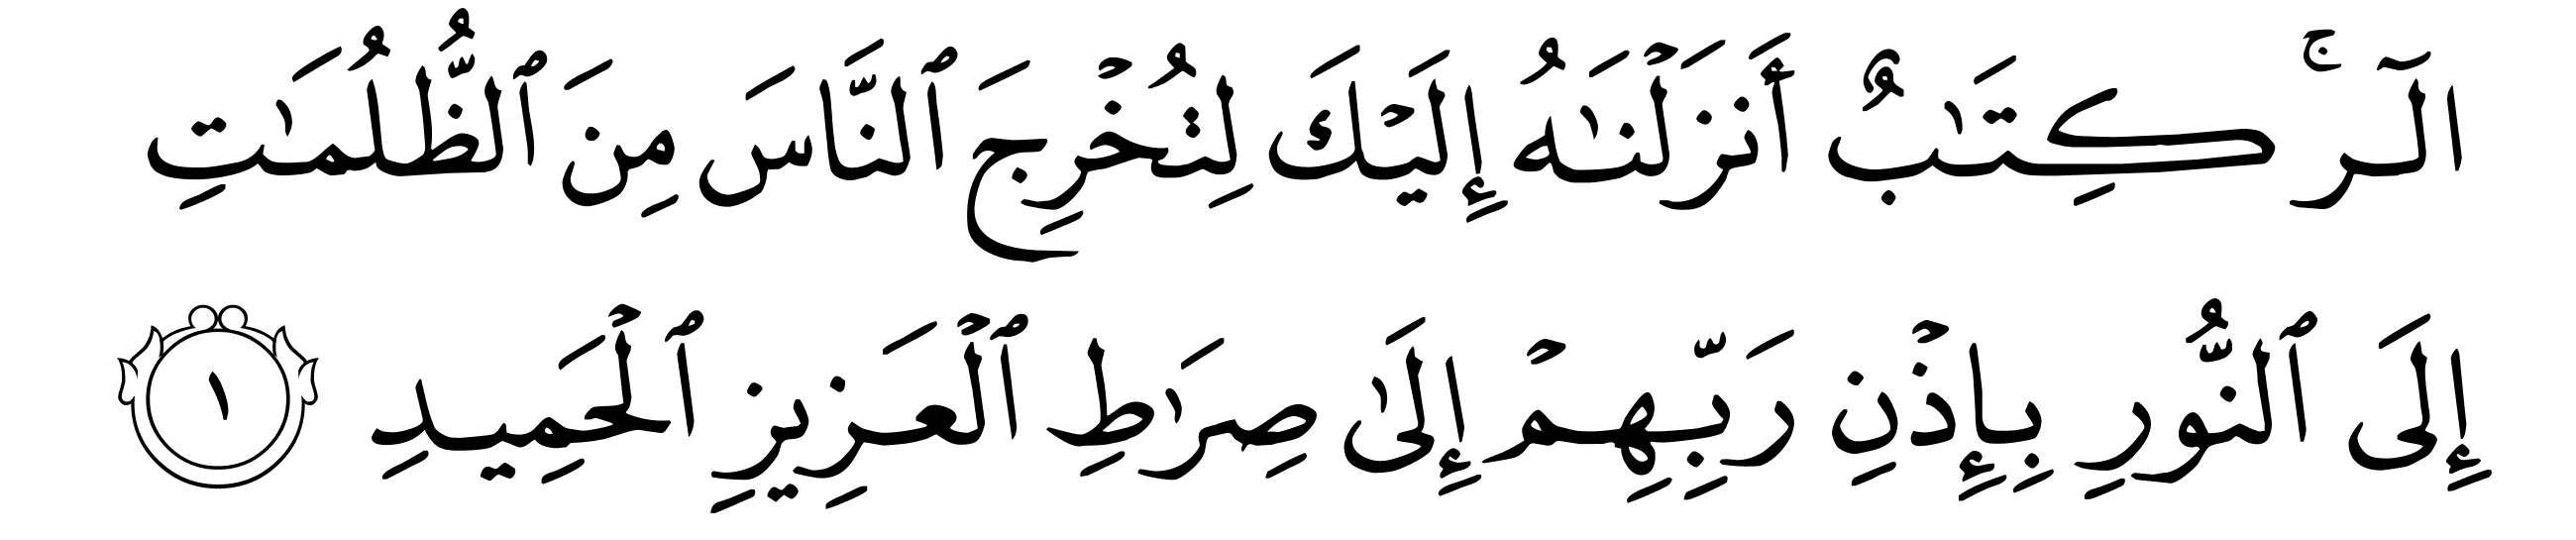 الٓرۚ كِتَٰبٌ أَنزَلۡنَٰهُ إِلَيۡكَ لِتُخۡرِجَ ٱلنَّاسَ مِنَ ٱلظُّلُمَٰتِ
إِلَى ٱلنُّورِ بِإِذۡنِ رَبِّهِمۡ إِلَىٰ صِرَٰطِ ٱلۡعَزِيزِ ٱلۡحَمِيدِ ١